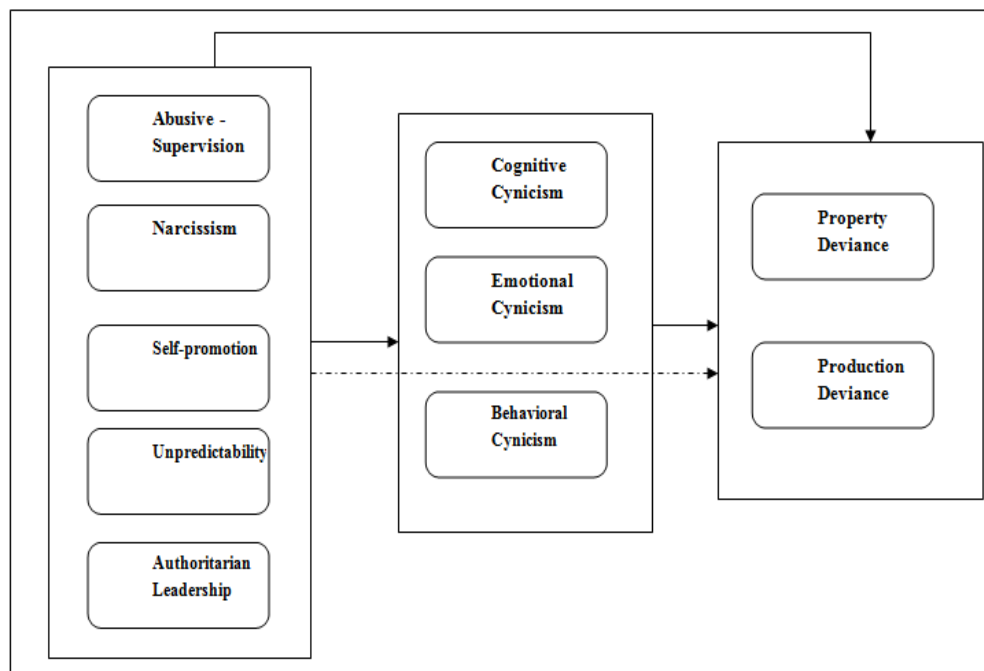 Abusive -
Supervision
Narcissism
Self-promotion
Unpredictability
Authoritarian
Leadership
Cognitive
Cynicism
Emotional
Cynicism
Behavioral
Cynicism
Property
Deviance
Production
Deviance